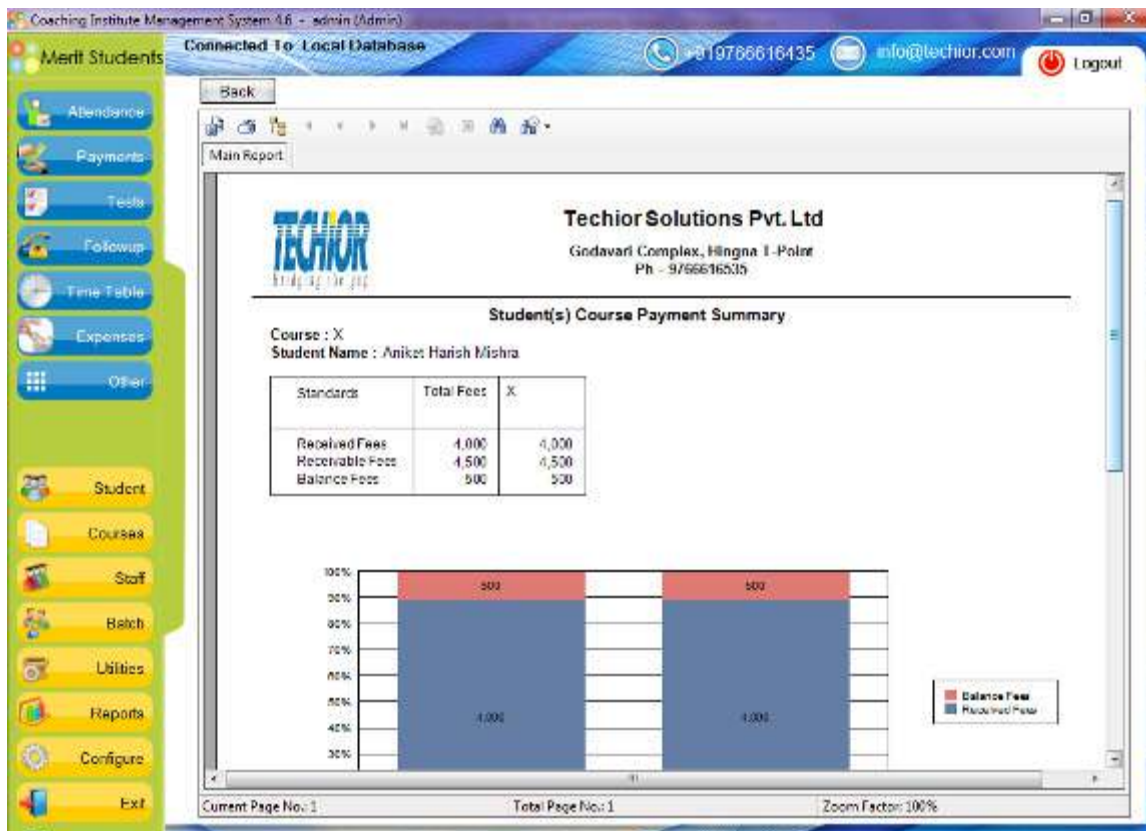 Coaching Institute Management System 4.6 - admin (Admin)
Merit Students
Connected To Local Database
+919766616435
info@techior.com
Logout
Attendance
Payments
Tests
Followup
Time Table
Expenses
Other
Student
Courses
Staff
Batch
Utilities
Reports
Configure
Exit
Back
Main Report
TECHIOR
Techior Solutions Pvt. Ltd
Godavari Complex, Hingna T-Point
Ph - 9766616535
Student(s) Course Payment Summary
Course : X
Student Name : Aniket Harish Mishra
Standards Total Fees X
Received Fees 4,000 4,000
Receivable Fees 4,500 4,500
Balance Fees 500 500
100%
90%
80%
70%
60%
50%
40%
30%
500 500
4,000 4,000
Balance Fees
Received Fees
Current Page No.: 1 Total Page No.: 1 Zoom Factor: 100%